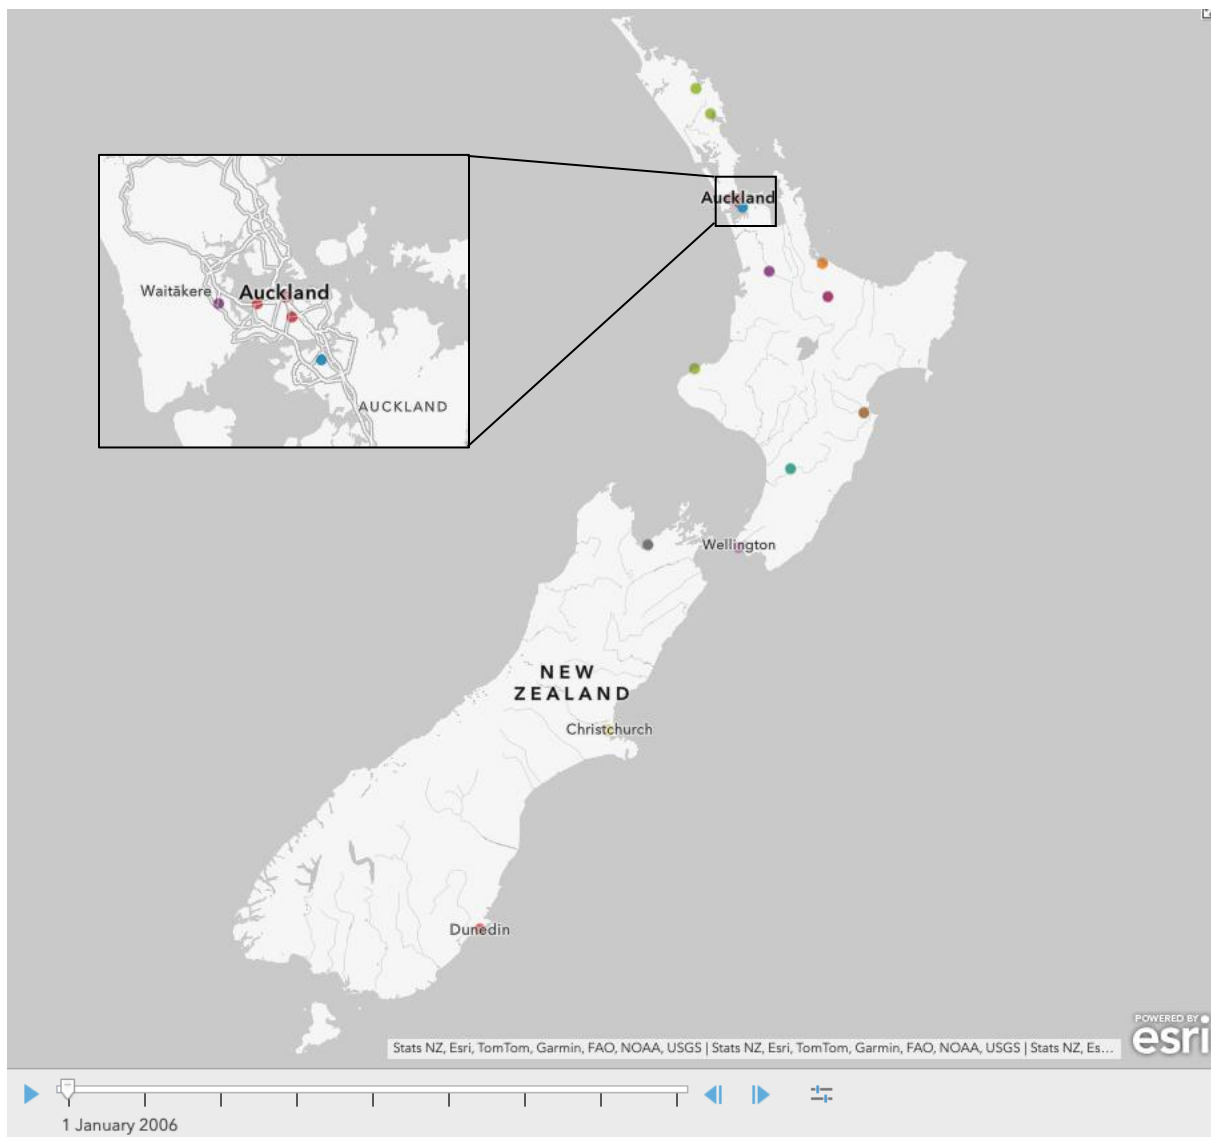 Auckland
Waitākere
Auckland
AUCKLAND
Wellington
NEW
ZEALAND
Christchurch
Dunedin
POWERED BY
esri
Stats NZ, Esri, TomTom, Garmin, FAO, NOAA, USGS | Stats NZ, Esri, TomTom, Garmin, FAO, NOAA, USGS | Stats NZ, Es...
1 January 2006